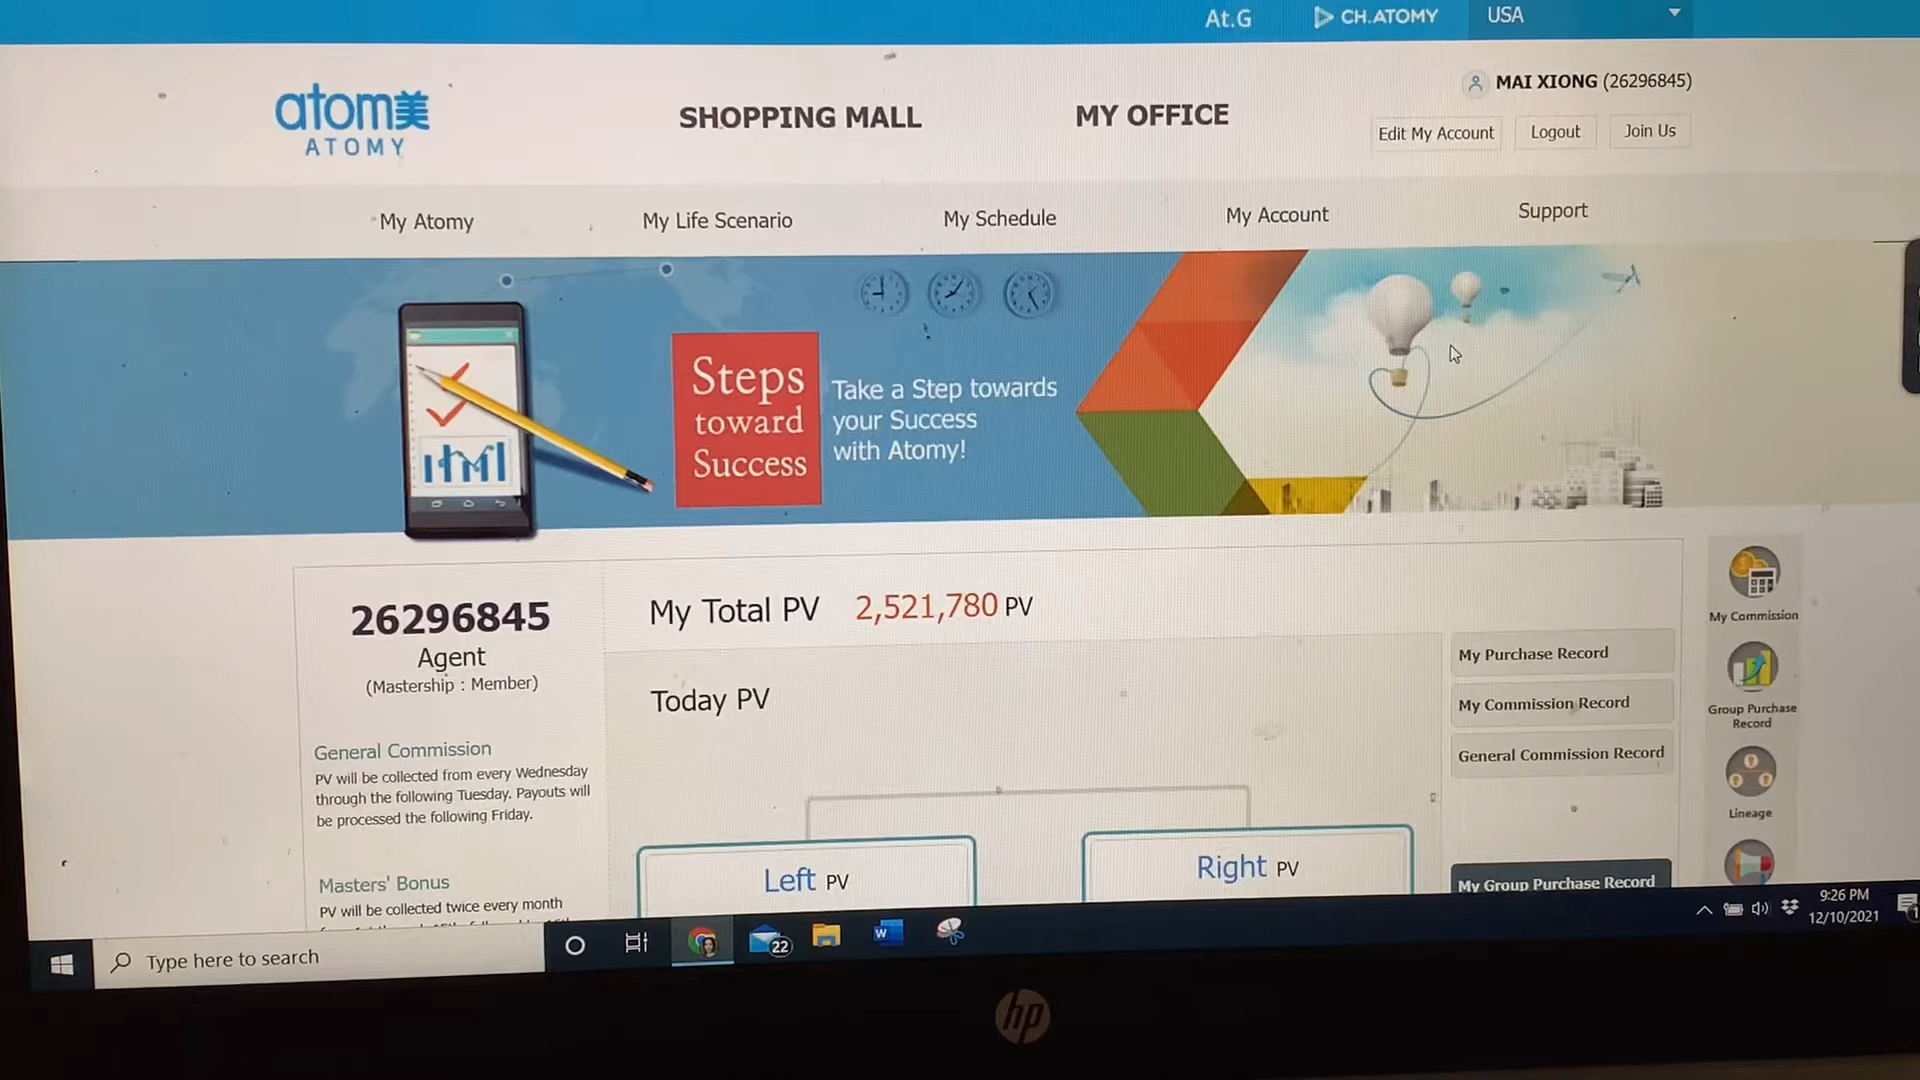 At.G
CH.ATOMY
USA
atom美
ATOMY
SHOPPING MALL
MY OFFICE
MAI XIONG (26296845)
Edit My Account
Logout
Join Us
My Atomy
My Life Scenario
My Schedule
My Account
Support
Steps
toward
Success
Take a Step towards
your Success
with Atomy!
26296845
Agent
(Mastership : Member)
General Commission
PV will be collected from every Wednesday
through the following Tuesday. Payouts will
be processed the following Friday.
Masters' Bonus
PV will be collected twice every month
My Total PV 2,521,780 PV
Today PV
Left PV
Right PV
My Purchase Record
My Commission Record
General Commission Record
My Group Purchase Record
My Commission
Group Purchase
Record
Lineage
Type here to search
22
W
9:26 PM
12/10/2021
1
hp